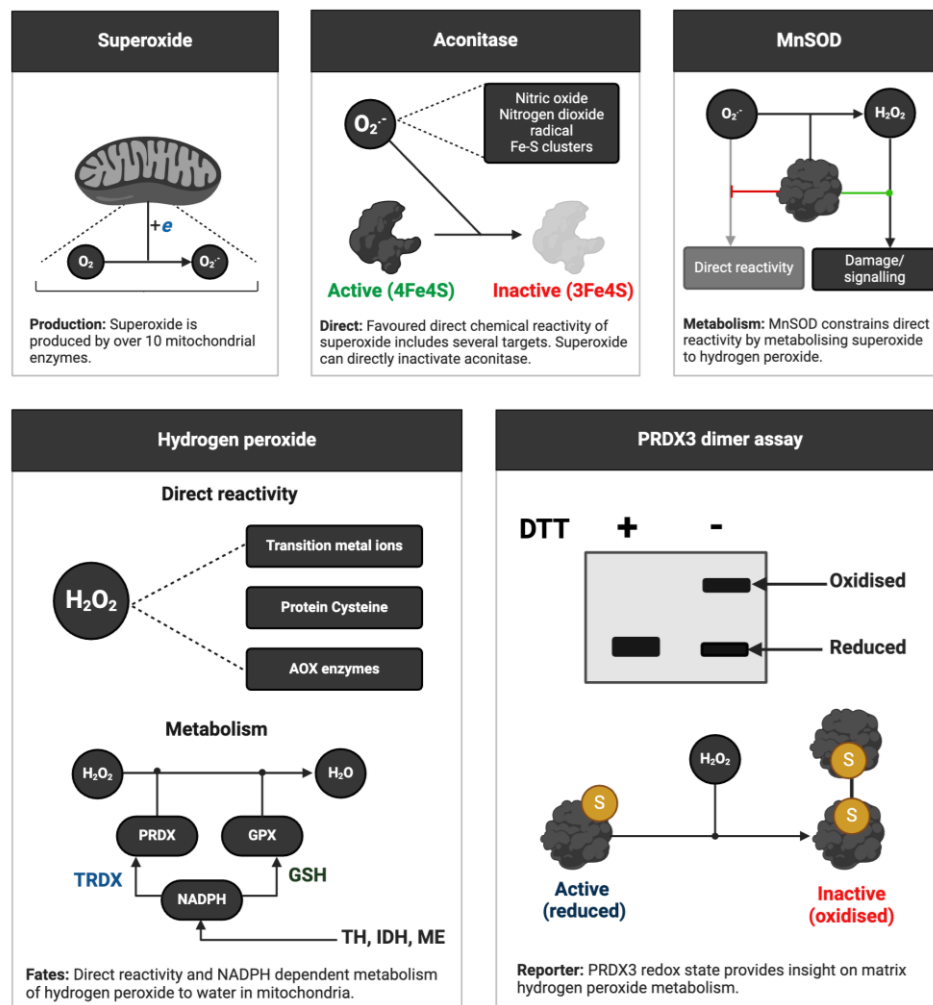 Superoxide
+e
O₂
O₂·⁻
Production: Superoxide is
produced by over 10 mitochondrial
enzymes.
Aconitase
O₂·⁻
Nitric oxide
Nitrogen dioxide
radical
Fe-S clusters
Active (4Fe4S)
Inactive (3Fe4S)
Direct: Favoured direct chemical reactivity of
superoxide includes several targets. Superoxide
can directly inactivate aconitase.
MnSOD
O₂·⁻
H₂O₂
Direct reactivity
Damage/
signalling
Metabolism: MnSOD constrains direct
reactivity by metabolising superoxide
to hydrogen peroxide.
Hydrogen peroxide
Direct reactivity
H₂O₂
Transition metal ions
Protein Cysteine
AOX enzymes
Metabolism
H₂O₂
H₂O
PRDX
GPX
TRDX
GSH
NADPH
TH, IDH, ME
Fates: Direct reactivity and NADPH dependent metabolism
of hydrogen peroxide to water in mitochondria.
PRDX3 dimer assay
DTT + -
Oxidised
Reduced
H₂O₂
S
S
S
Active
(reduced)
Inactive
(oxidised)
Reporter: PRDX3 redox state provides insight on matrix
hydrogen peroxide metabolism.